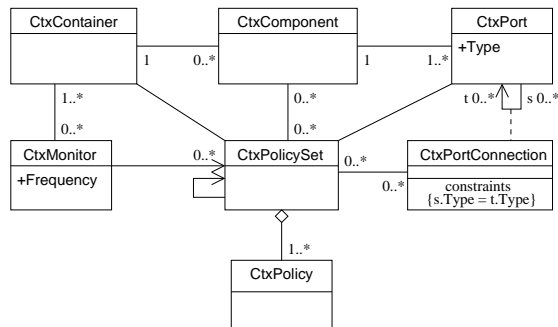 CtxContainer
CtxComponent
CtxPort
+Type
1
0..*
1
1..*
1..*
0..*
0..*
0..*
t 0..*
s 0..*
CtxMonitor
+Frequency
0..*
CtxPolicySet
0..*
0..*
CtxPortConnection
constraints
{s.Type = t.Type}
1..*
CtxPolicy